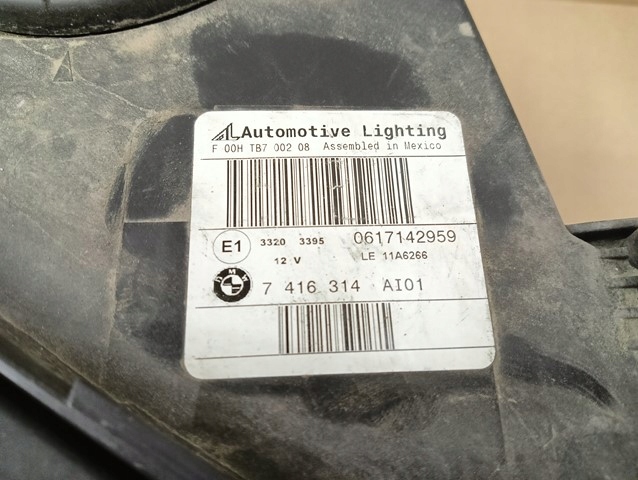 AL Automotive Lighting
F 00H TB7 002 08 Assembled in Mexico
E1 3320 3395 0617142959
12 V LE 11A6266
BMW 7 416 314 AI01